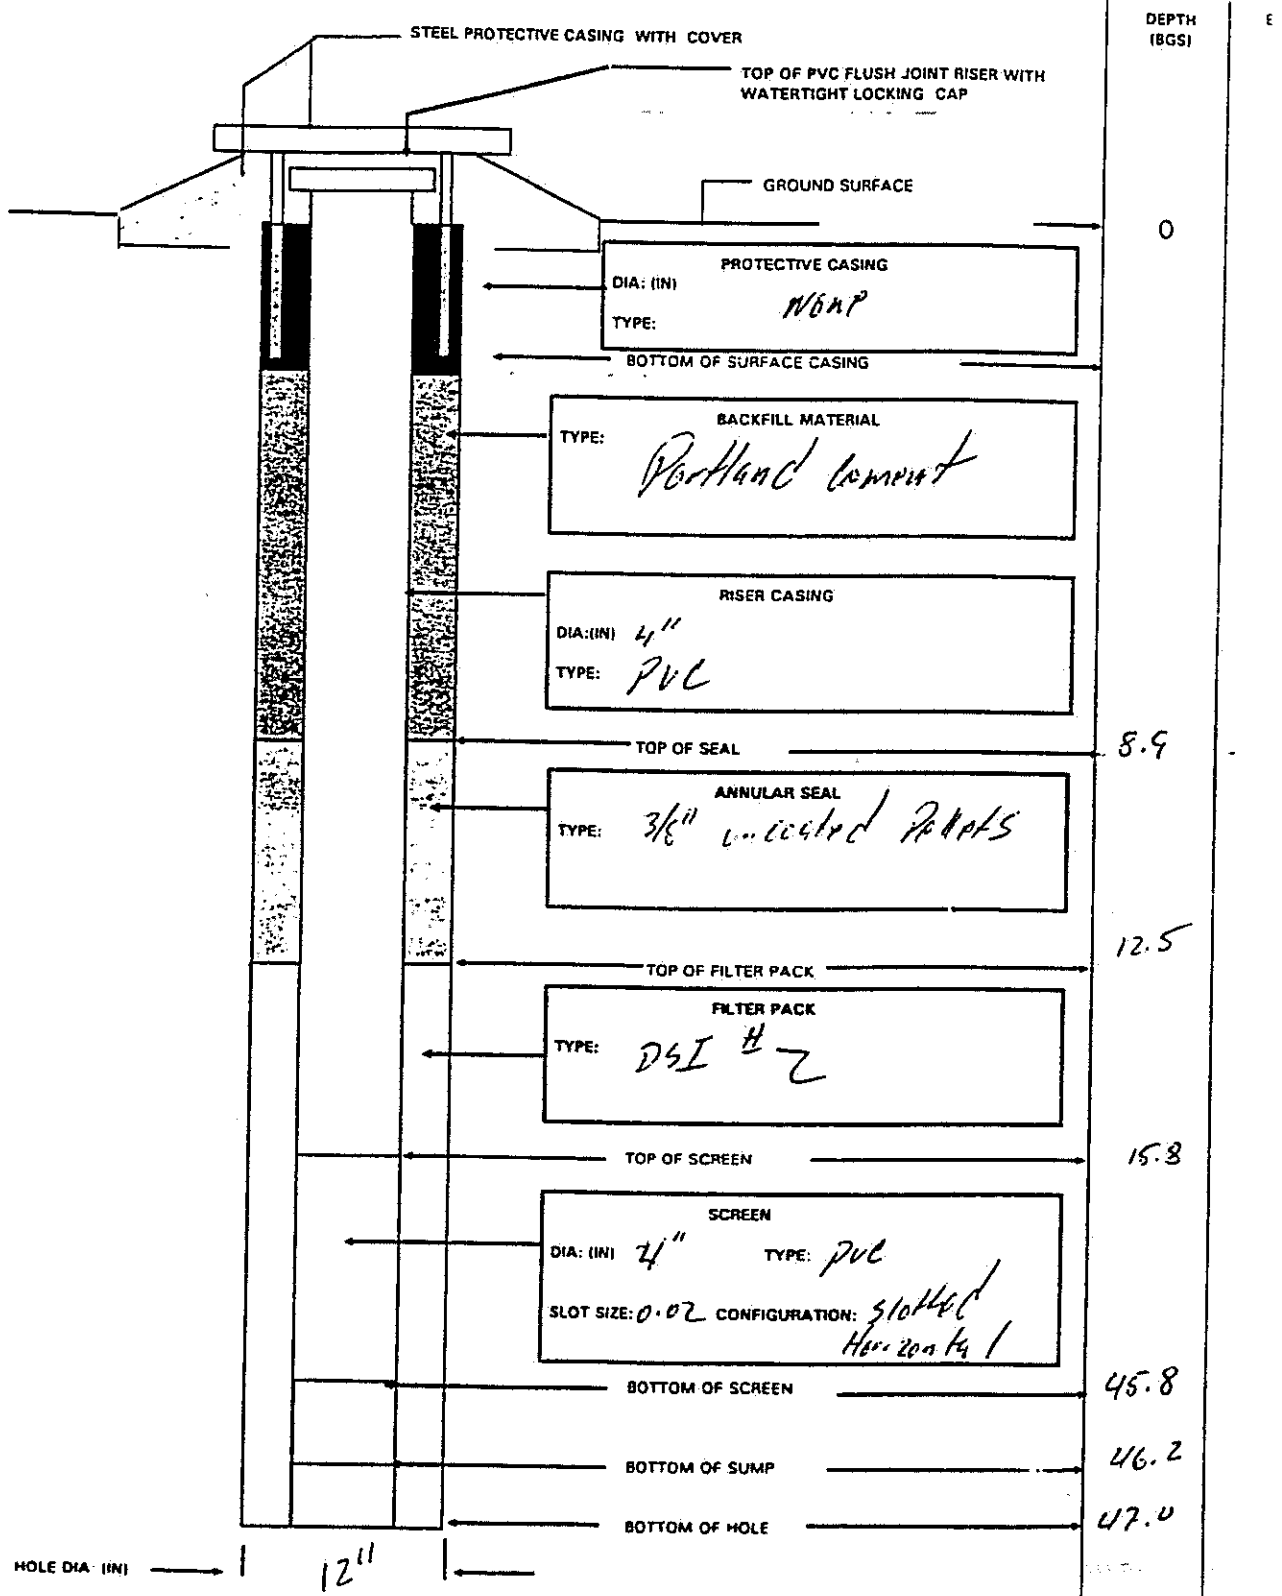 DEPTH
(BGS)
E
STEEL PROTECTIVE CASING WITH COVER
TOP OF PVC FLUSH JOINT RISER WITH
WATERTIGHT LOCKING CAP
GROUND SURFACE
0
PROTECTIVE CASING
DIA: (IN)
None
TYPE:
BOTTOM OF SURFACE CASING
BACKFILL MATERIAL
TYPE:
Portland cement
RISER CASING
DIA:(IN) 4"
TYPE: PVC
TOP OF SEAL
8.9
ANNULAR SEAL
TYPE: 3/8" uncoated Pellets
12.5
TOP OF FILTER PACK
FILTER PACK
TYPE: DSI # 2
TOP OF SCREEN 15.8
SCREEN
DIA: (IN) 4" TYPE: PVC
SLOT SIZE: 0.02 CONFIGURATION: Slotted
Horizontal
BOTTOM OF SCREEN 45.8
BOTTOM OF SUMP 46.2
BOTTOM OF HOLE 47.0
HOLE DIA (IN) 12"